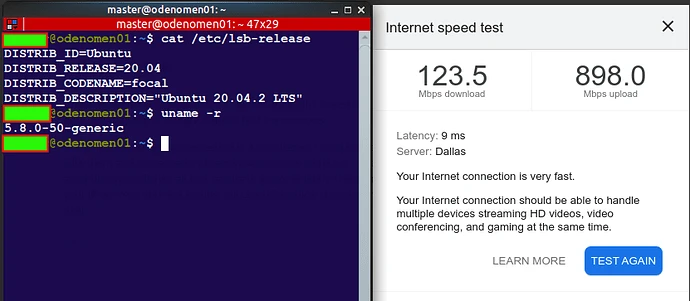 master@odenomen01: ~
master@odenomen01: ~ 47x29
@odenomen01:~$ cat /etc/lsb-release
DISTRIB_ID=Ubuntu
DISTRIB_RELEASE=20.04
DISTRIB_CODENAME=focal
DISTRIB_DESCRIPTION="Ubuntu 20.04.2 LTS"
@odenomen01:~$ uname -r
5.8.0-50-generic
@odenomen01:~$
Internet speed test
123.5
Mbps download
898.0
Mbps upload
Latency: 9 ms
Server: Dallas
Your Internet connection is very fast.
Your Internet connection should be able to handle
multiple devices streaming HD videos, video
conferencing, and gaming at the same time.
LEARN MORE
TEST AGAIN